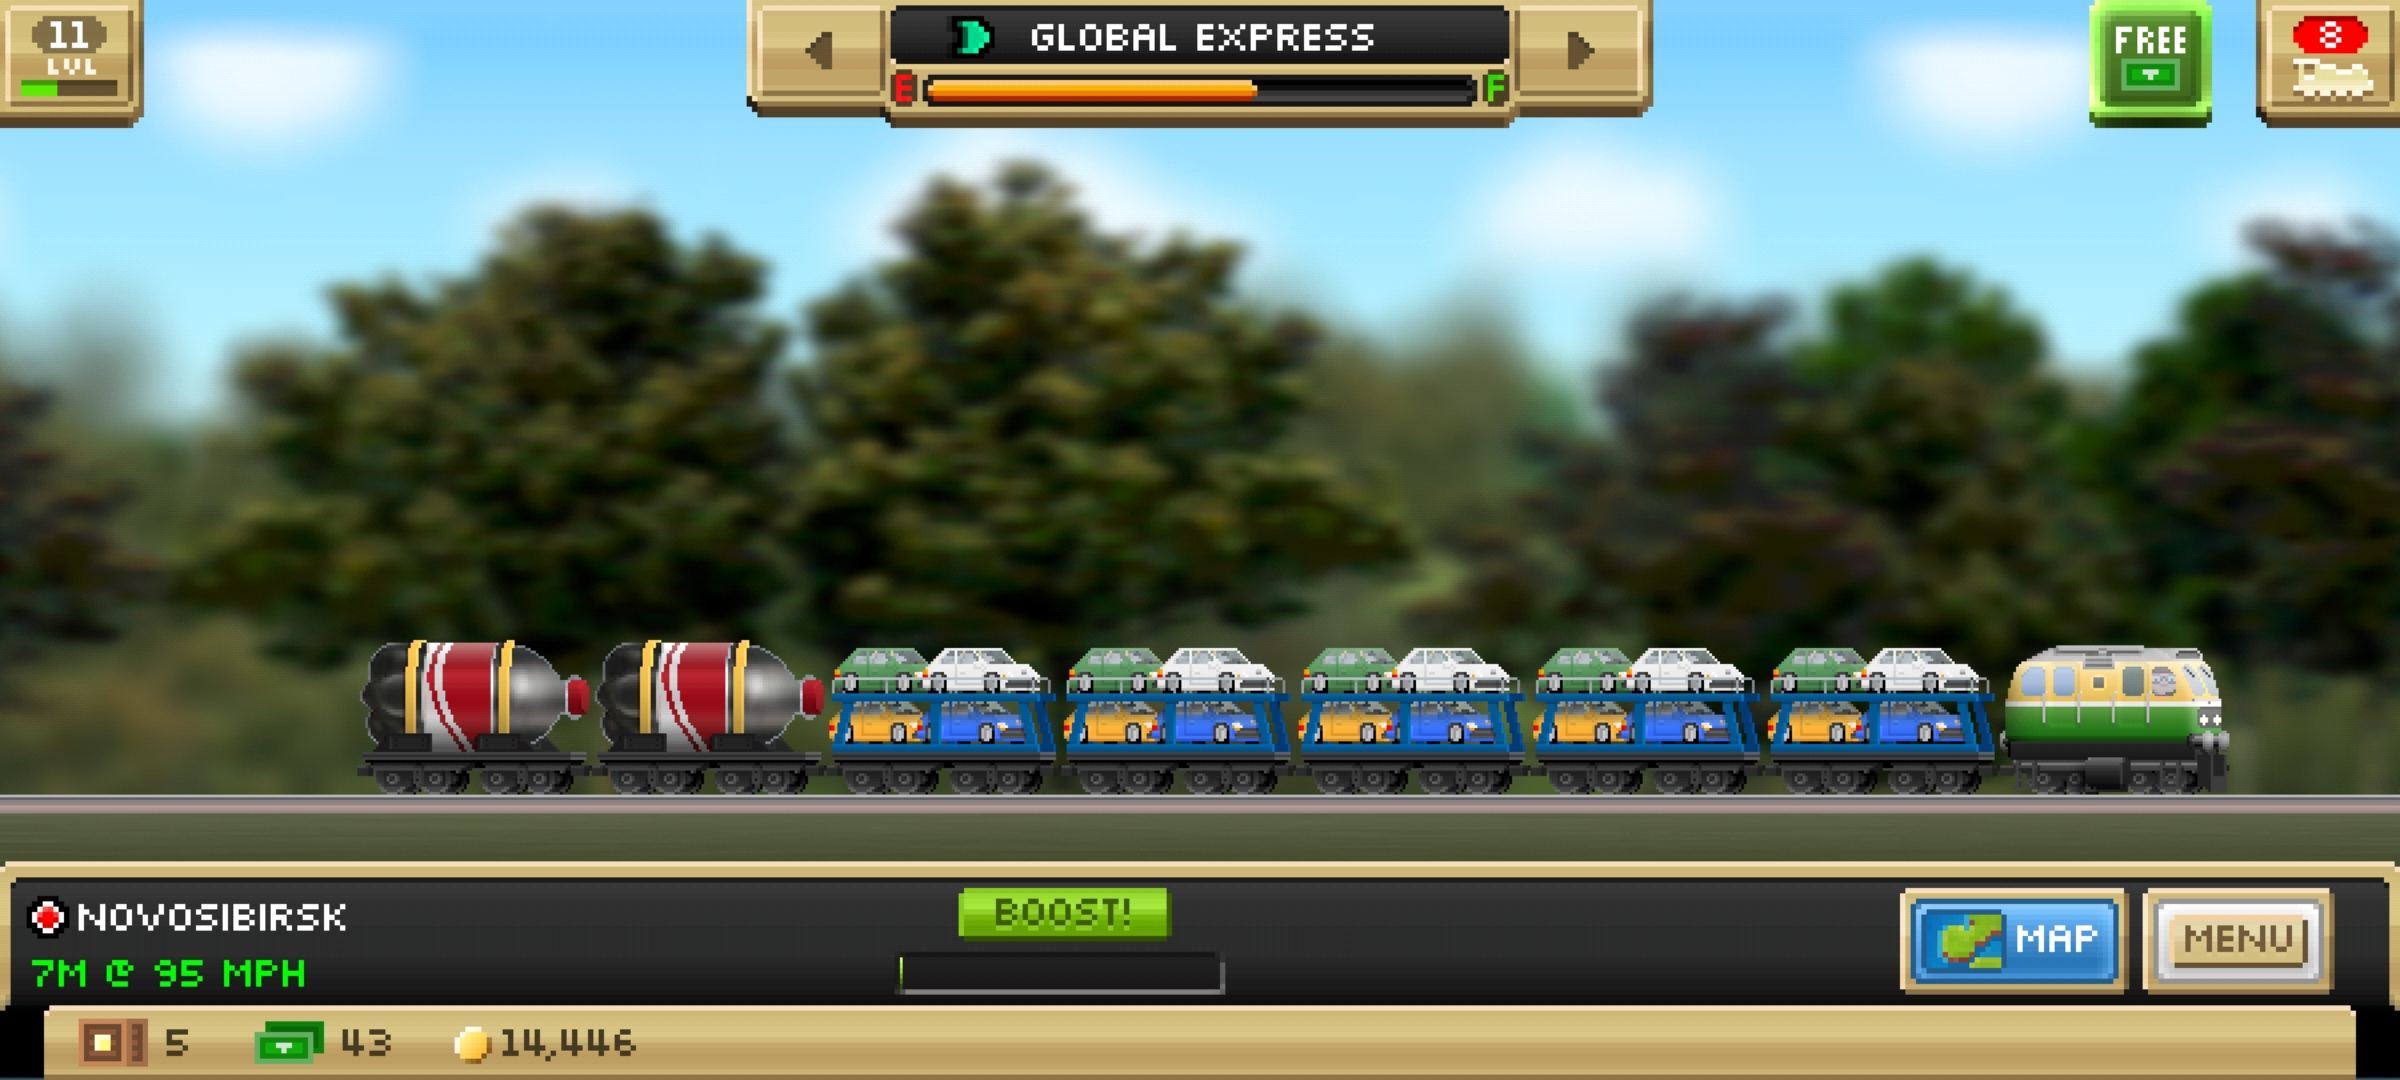 11
LVL
GLOBAL EXPRESS
E F
FREE
8
NOVOSIBIRSK
7M @ 95 MPH
BOOST!
MAP
MENU
5
43
14,446